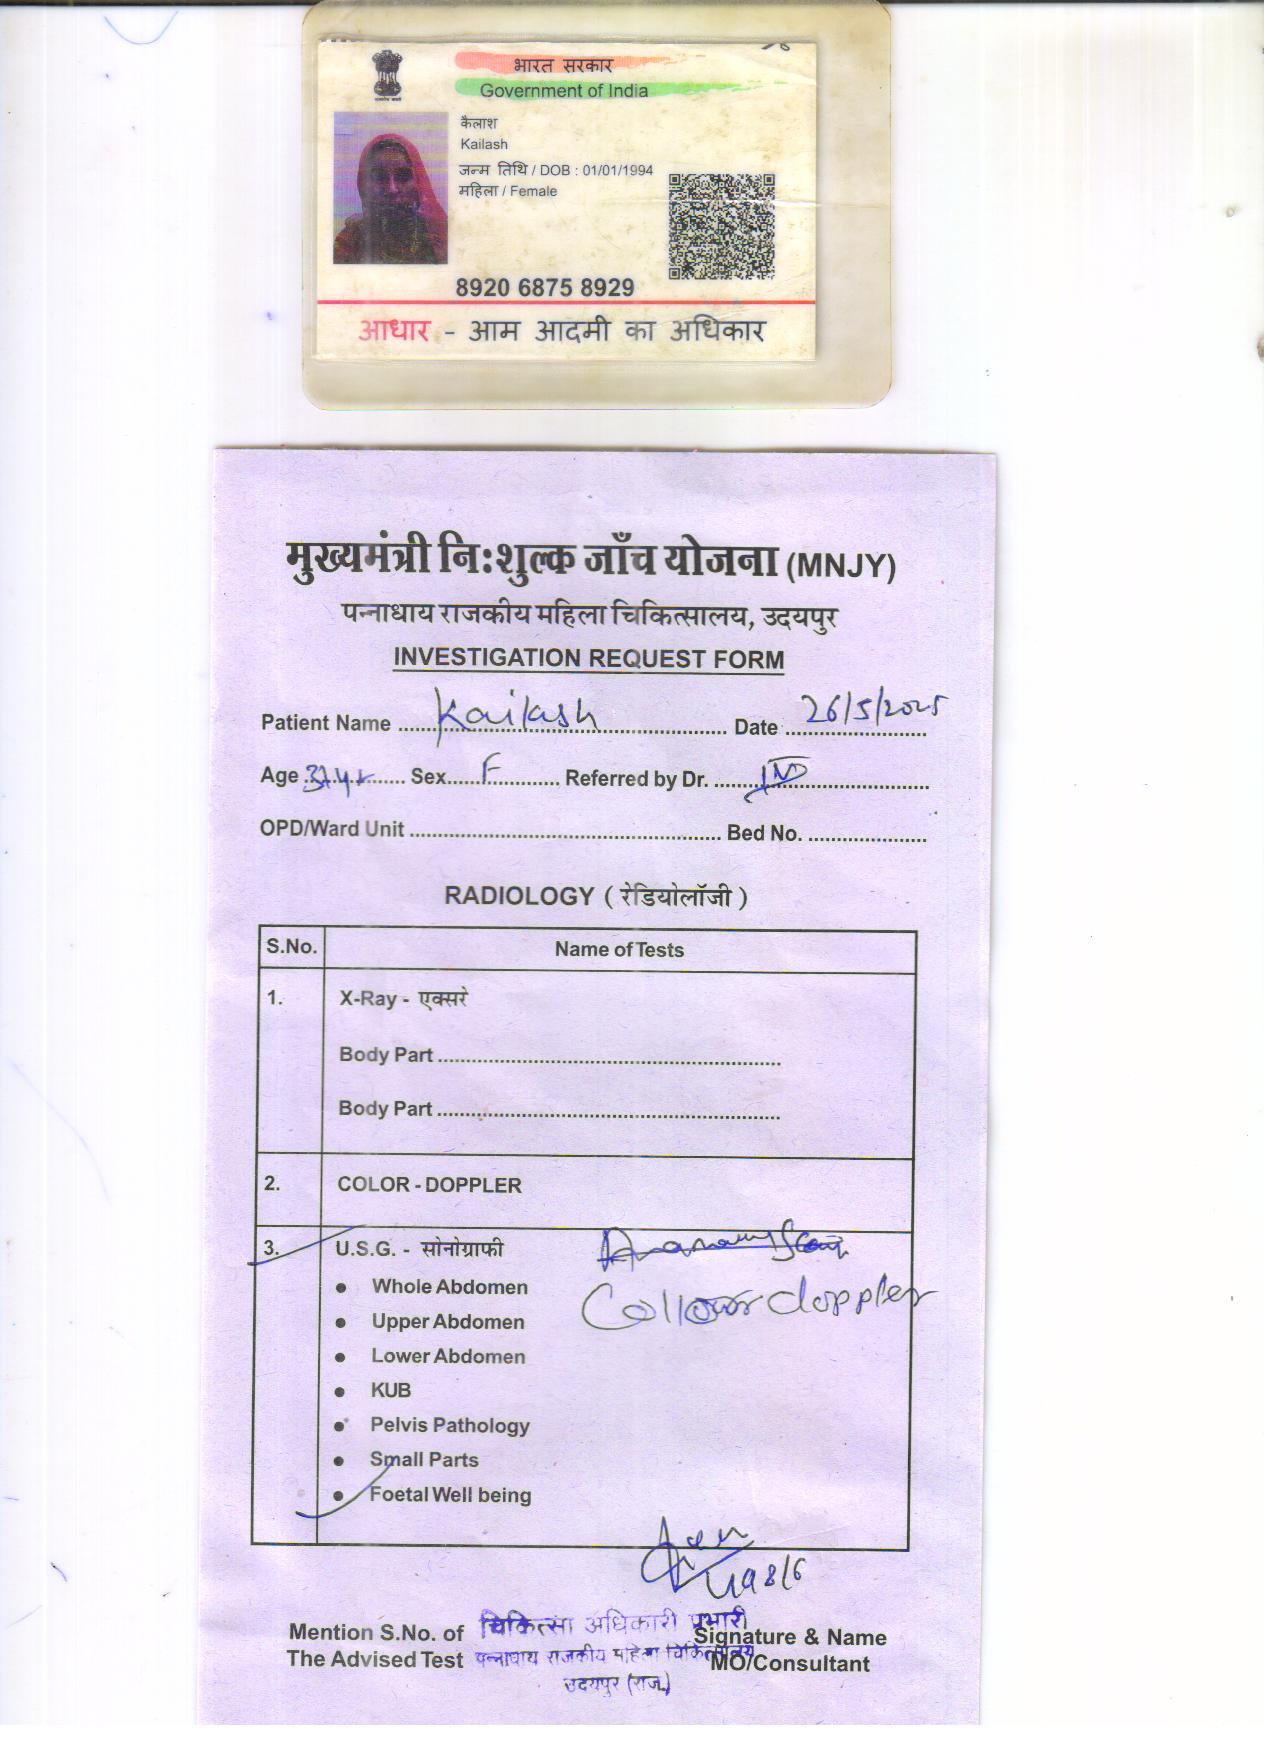 भारत सरकार
Government of India
कैलाश
Kailash
जन्म तिथि / DOB : 01/01/1994
महिला / Female
8920 6875 8929
आधार - आम आदमी का अधिकार
मुख्यमंत्री नि:शुल्क जाँच योजना (MNJY)
पन्नाधाय राजकीय महिला चिकित्सालय, उदयपुर
INVESTIGATION REQUEST FORM
Patient Name Kailash Date 26/5/2025
Age 31yr Sex F Referred by Dr.
OPD/Ward Unit Bed No.
RADIOLOGY ( रेडियोलॉजी )
S.No. Name of Tests
1. X-Ray - एक्सरे
Body Part
Body Part
2. COLOR - DOPPLER
3. U.S.G. - सोनोग्राफी
Collour doppler
• Whole Abdomen
• Upper Abdomen
• Lower Abdomen
• KUB
• Pelvis Pathology
• Small Parts
• Foetal Well being
चिकित्सा अधिकारी प्रभारी
Mention S.No. of Signature & Name
The Advised Test पन्नाधाय राजकीय महिला चिकित्सालय MO/Consultant
उदयपुर (राज.)